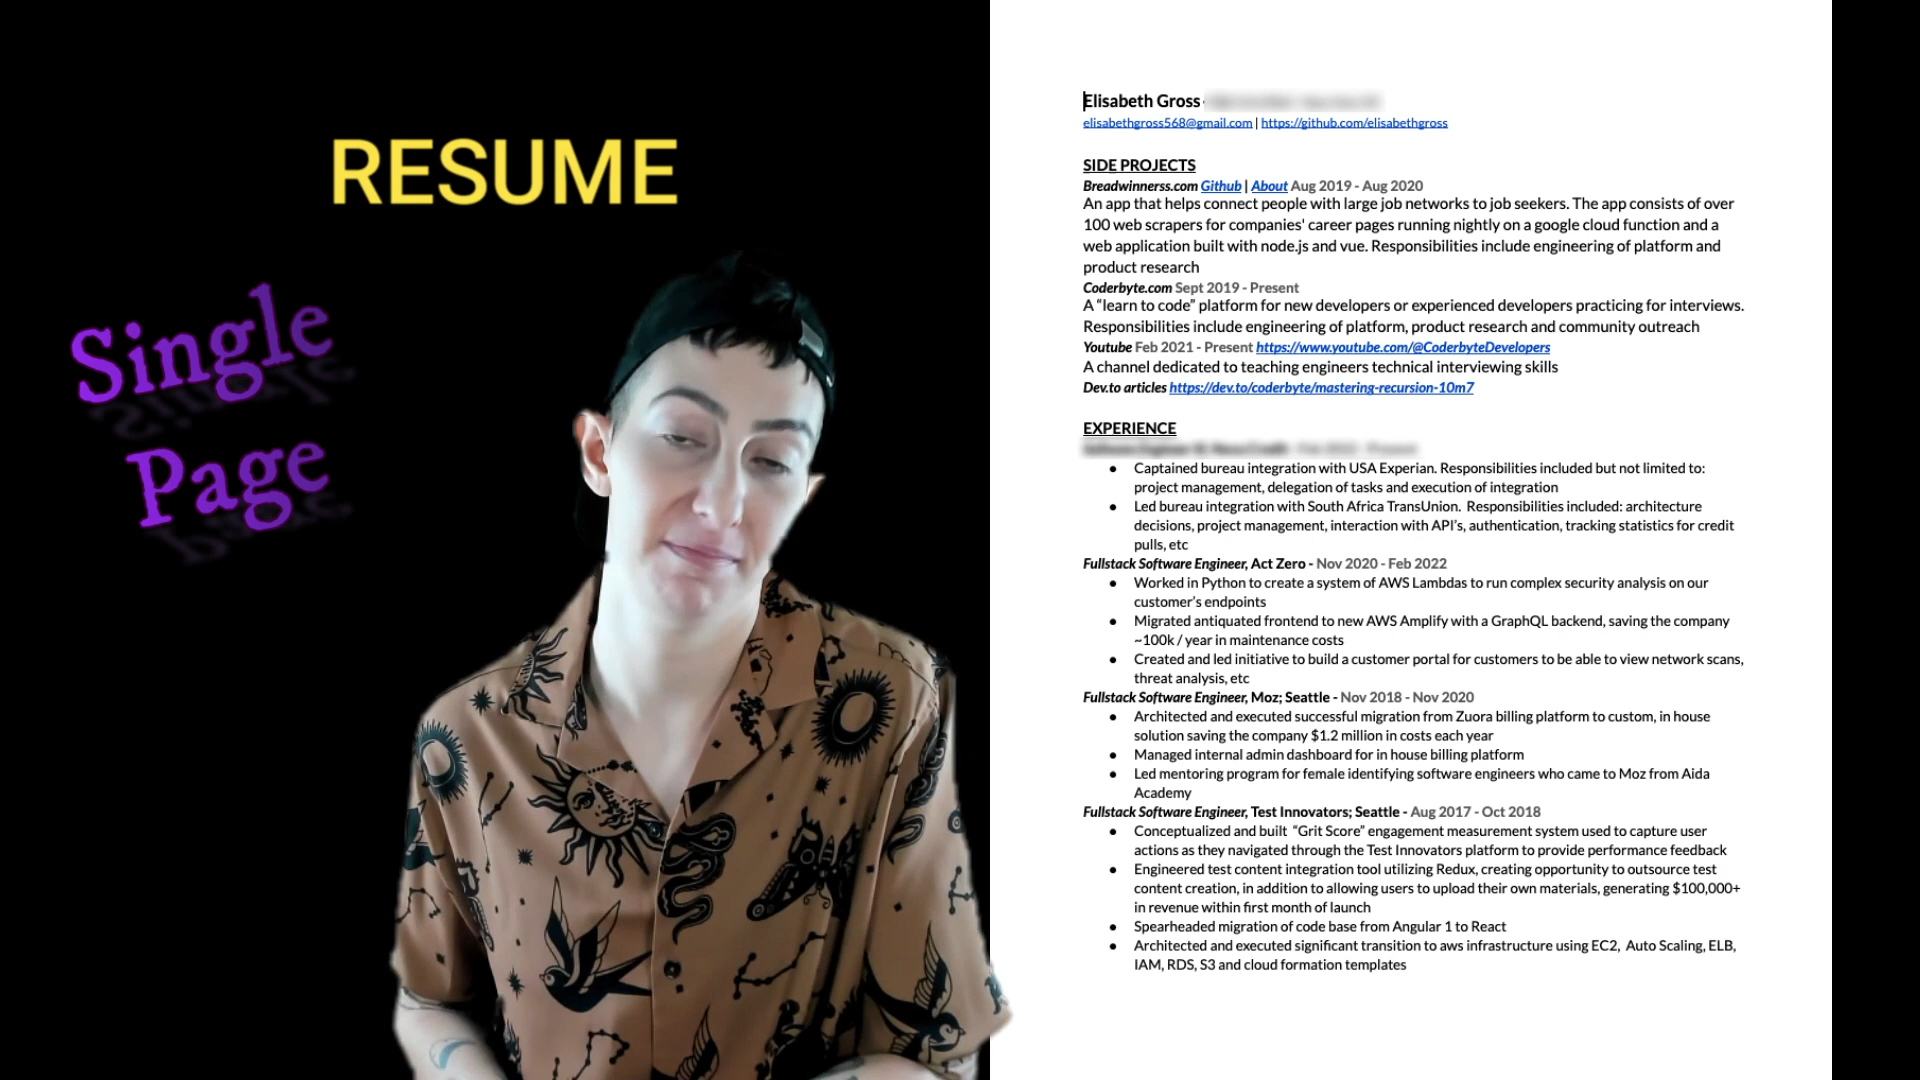 RESUME
Single
Page
Elisabeth Gross
elisabethgross568@gmail.com | https://github.com/elisabethgross
SIDE PROJECTS
Breadwinnerss.com Github | About Aug 2019 - Aug 2020
An app that helps connect people with large job networks to job seekers. The app consists of over
100 web scrapers for companies' career pages running nightly on a google cloud function and a
web application built with node.js and vue. Responsibilities include engineering of platform and
product research
Coderbyte.com Sept 2019 - Present
A “learn to code” platform for new developers or experienced developers practicing for interviews.
Responsibilities include engineering of platform, product research and community outreach
Youtube Feb 2021 - Present https://www.youtube.com/@CoderbyteDevelopers
A channel dedicated to teaching engineers technical interviewing skills
Dev.to articles https://dev.to/coderbyte/mastering-recursion-10m7
EXPERIENCE
● Captained bureau integration with USA Experian. Responsibilities included but not limited to:
project management, delegation of tasks and execution of integration
● Led bureau integration with South Africa TransUnion.  Responsibilities included: architecture
decisions, project management, interaction with API’s, authentication, tracking statistics for credit
pulls, etc
Fullstack Software Engineer, Act Zero - Nov 2020 - Feb 2022
● Worked in Python to create a system of AWS Lambdas to run complex security analysis on our
customer’s endpoints
● Migrated antiquated frontend to new AWS Amplify with a GraphQL backend, saving the company
~100k / year in maintenance costs
● Created and led initiative to build a customer portal for customers to be able to view network scans,
threat analysis, etc
Fullstack Software Engineer, Moz; Seattle - Nov 2018 - Nov 2020
● Architected and executed successful migration from Zuora billing platform to custom, in house
solution saving the company $1.2 million in costs each year
● Managed internal admin dashboard for in house billing platform
● Led mentoring program for female identifying software engineers who came to Moz from Aida
Academy
Fullstack Software Engineer, Test Innovators; Seattle - Aug 2017 - Oct 2018
● Conceptualized and built  “Grit Score” engagement measurement system used to capture user
actions as they navigated through the Test Innovators platform to provide performance feedback
● Engineered test content integration tool utilizing Redux, creating opportunity to outsource test
content creation, in addition to allowing users to upload their own materials, generating $100,000+
in revenue within first month of launch
● Spearheaded migration of code base from Angular 1 to React
● Architected and executed significant transition to aws infrastructure using EC2,  Auto Scaling, ELB,
IAM, RDS, S3 and cloud formation templates